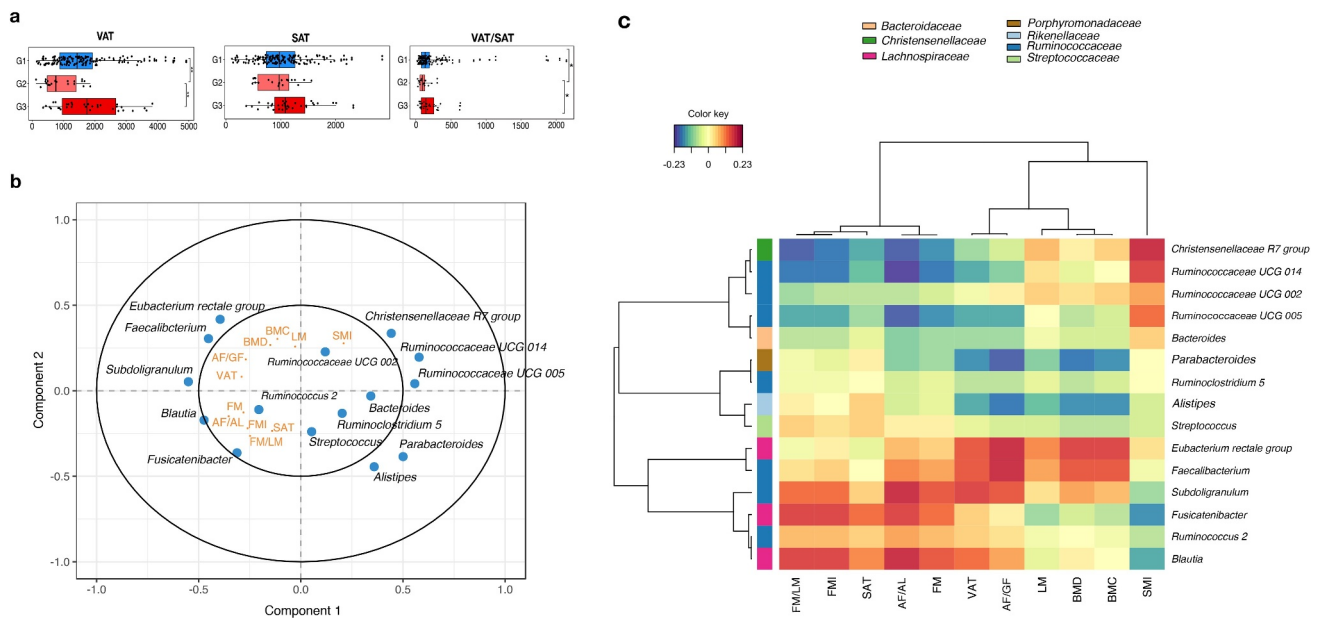 a
VAT
SAT
VAT/SAT
G1
G2
G3
0 1000 2000 3000 4000 5000
G1
G2
G3
0 1000 2000
G1
G2
G3
0 500 1000 1500 2000
b
Component 2
1.0
0.5
0.0
-0.5
-1.0
Eubacterium rectale group
Faecalibcterium
Christensenellaceae R7 group
BMC
LM
SMI
BMD
Ruminococcaceae UCG 014
AF/GF
Ruminococcaceae UCG 002
Subdoligranulum
VAT
Ruminococcaceae UCG 005
Ruminococcus 2
Bacteroides
Blautia
FM
AF/AL
FMI
SAT
Ruminoclostridium 5
FM/LM
Streptococcus
Parabacteroides
Fusicatenibacter
Alistipes
-1.0 -0.5 0.0 0.5 1.0
Component 1
c
Bacteroidaceae
Christensenellaceae
Lachnospiraceae
Porphyromonadaceae
Rikenellaceae
Ruminococcaceae
Streptococcaceae
Color key
-0.23 0 0.23
Christensenellaceae R7 group
Ruminococcaceae UCG 014
Ruminococcaceae UCG 002
Ruminococcaceae UCG 005
Bacteroides
Parabacteroides
Ruminoclostridium 5
Alistipes
Streptococcus
Eubacterium rectale group
Faecalibacterium
Subdoligranulum
Fusicatenibacter
Ruminococcus 2
Blautia
FM/LM
FMI
SAT
AF/AL
FM
VAT
AF/GF
LM
BMD
BMC
SMI